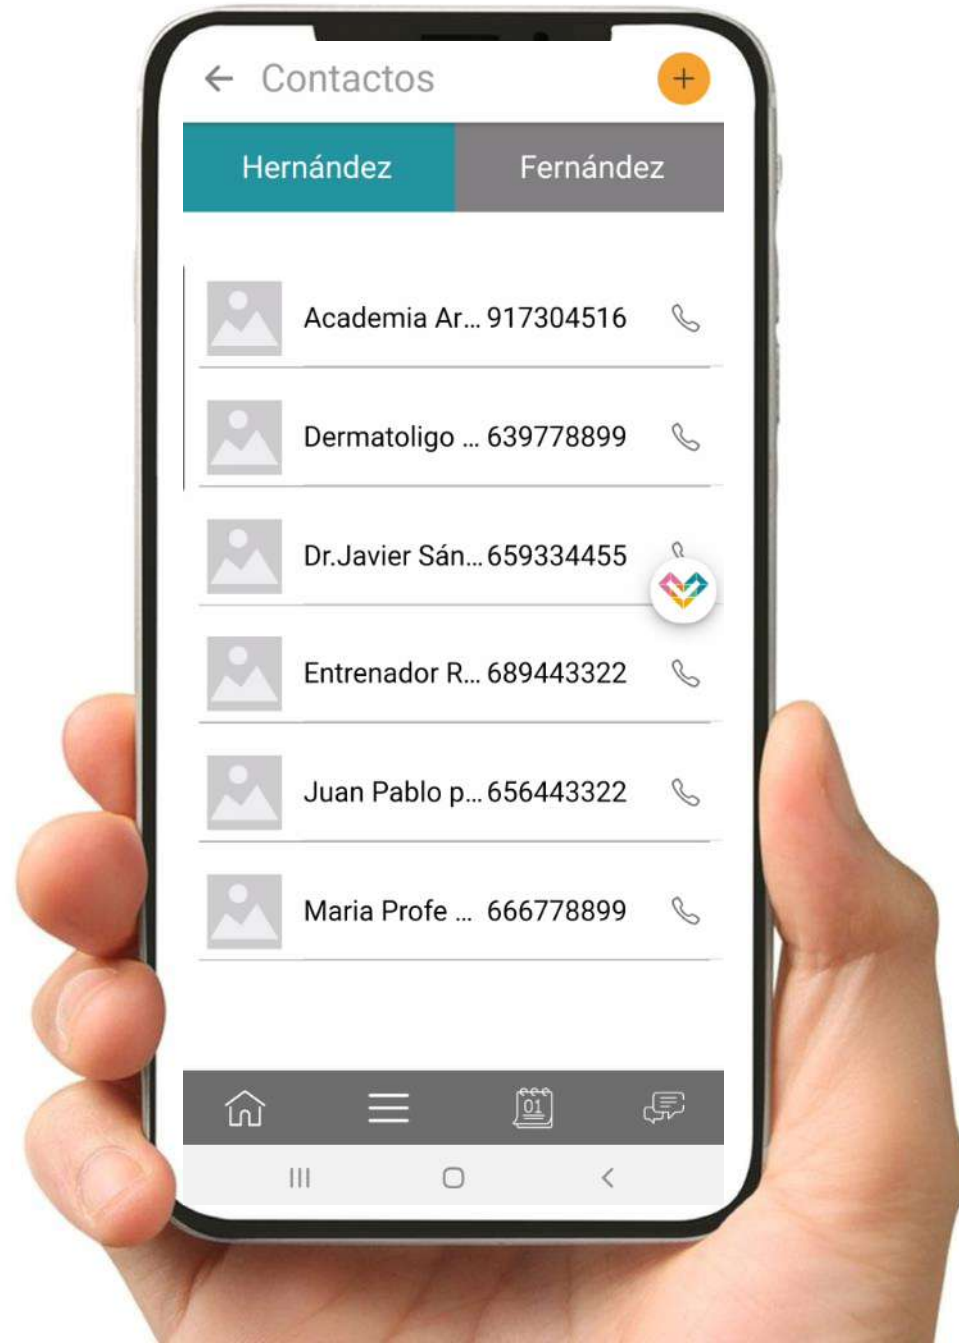 Contactos
Hernández Fernández
Academia Ar... 917304516
Dermatoligo ... 639778899
Dr.Javier Sán... 659334455
Entrenador R... 689443322
Juan Pablo p... 656443322
Maria Profe ... 666778899
01